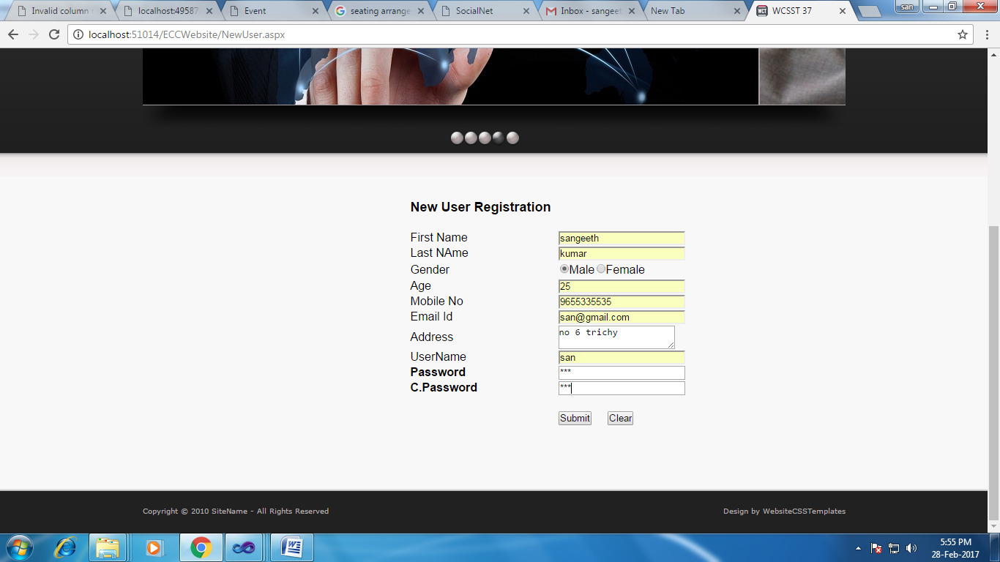 Invalid column
localhost:49587
Event
seating arrange
SocialNet
Inbox - sangeet
New Tab
WCT
WCSST 37
san
localhost:51014/ECCWebsite/NewUser.aspx
New User Registration
First Name sangeeth
Last NAme kumar
Gender Male Female
Age 25
Mobile No 9655335535
Email Id san@gmail.com
Address no 6 trichy
UserName san
Password ***
C.Password ***
Submit Clear
Copyright © 2010 SiteName - All Rights Reserved
Design by WebsiteCSSTemplates
5:55 PM
28-Feb-2017